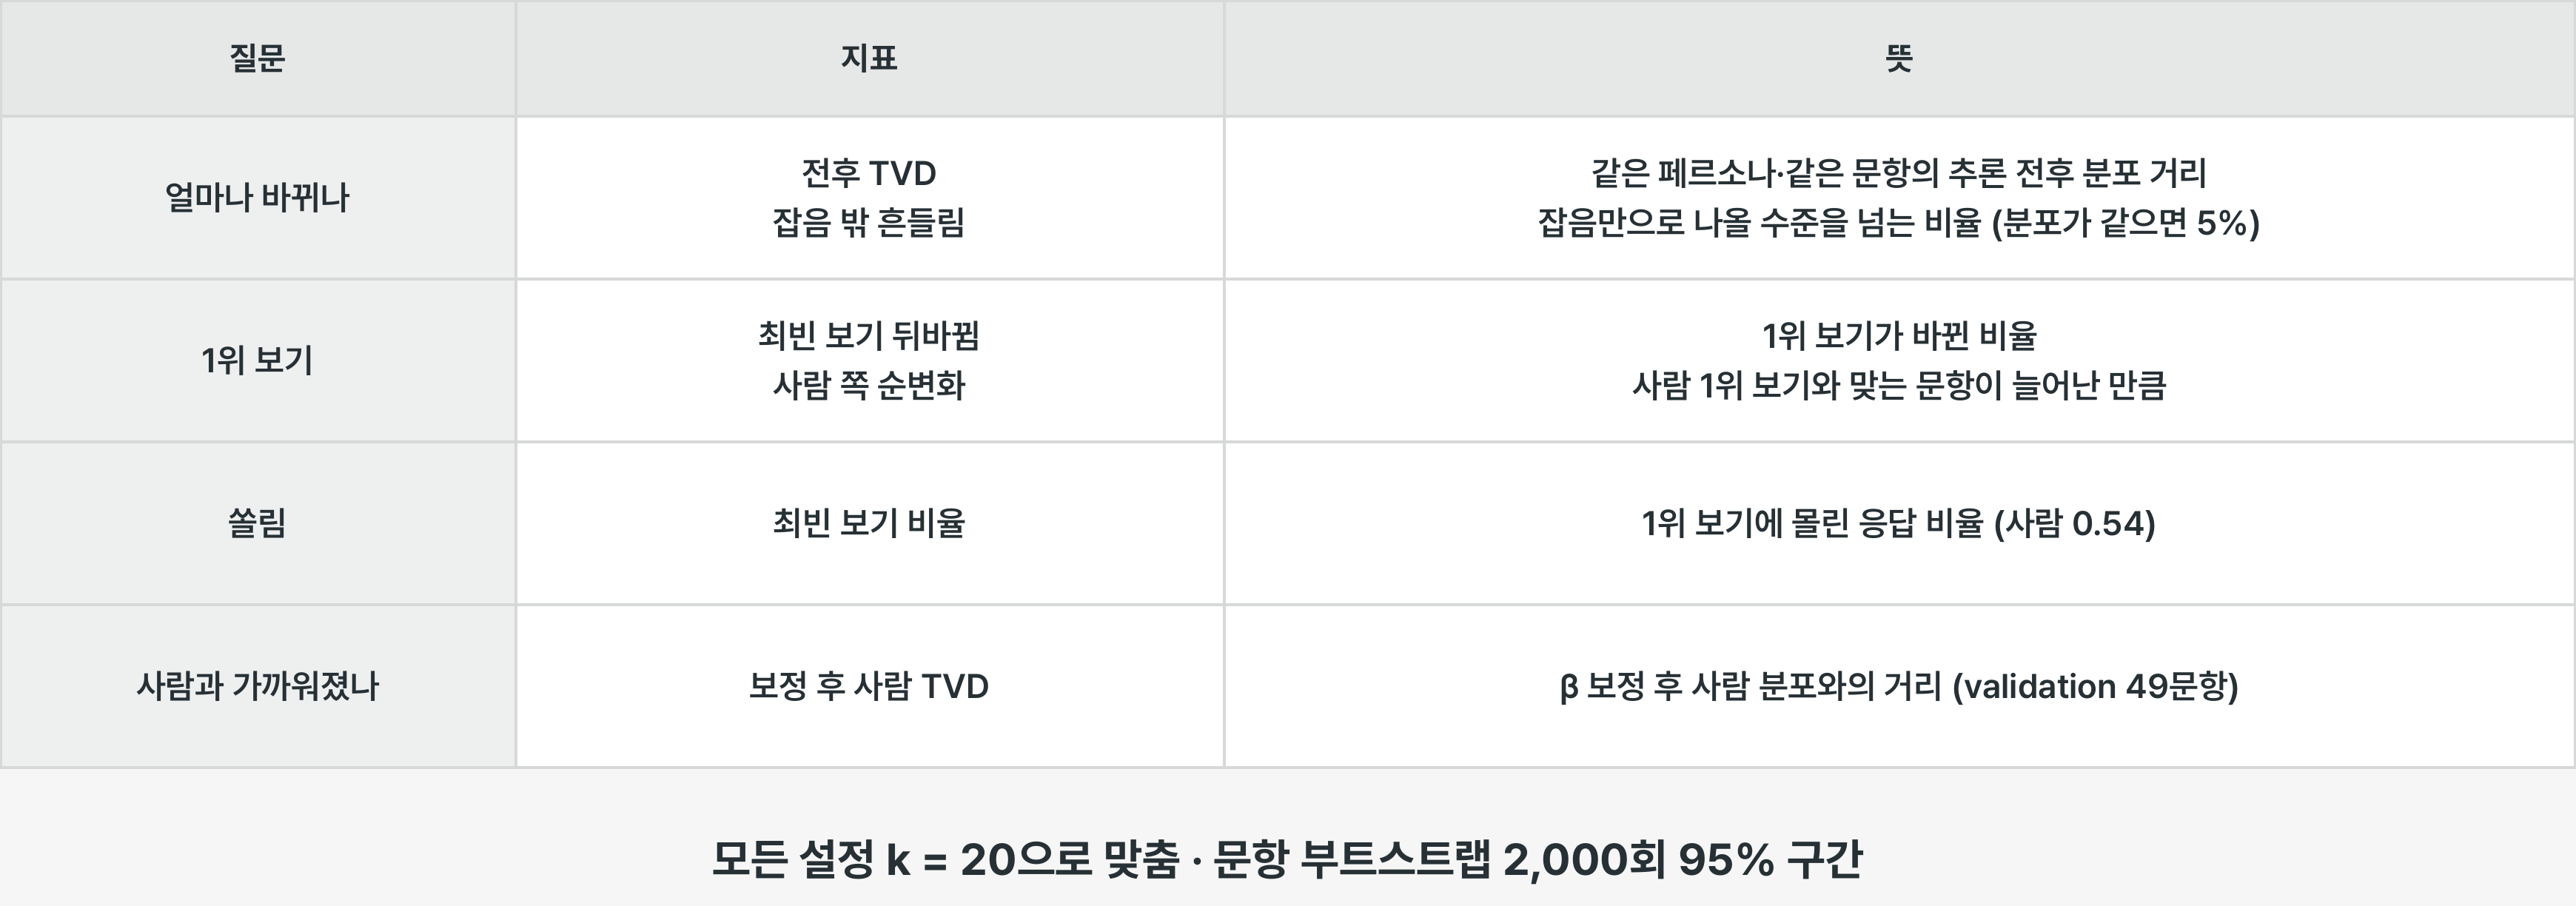 질문
지표
뜻
얼마나 바뀌나
전후 TVD
잡음 밖 흔들림
같은 페르소나·같은 문항의 추론 전후 분포 거리
잡음만으로 나올 수준을 넘는 비율 (분포가 같으면 5%)
1위 보기
최빈 보기 뒤바뀜
사람 쪽 순변화
1위 보기가 바뀐 비율
사람 1위 보기와 맞는 문항이 늘어난 만큼
쏠림
최빈 보기 비율
1위 보기에 몰린 응답 비율 (사람 0.54)
사람과 가까워졌나
보정 후 사람 TVD
β 보정 후 사람 분포와의 거리 (validation 49문항)
모든 설정 k = 20으로 맞춤 · 문항 부트스트랩 2,000회 95% 구간